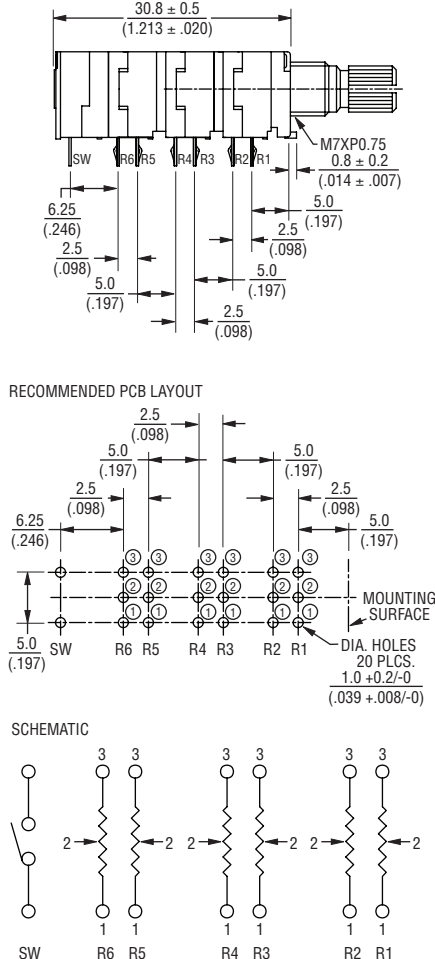 30.8 ± 0.5
(1.213 ± .020)
SW R6 R5 R4 R3 R2 R1
M7XP0.75
0.8 ± 0.2
(.014 ± .007)
6.25
(.246)
5.0
(.197)
2.5
(.098)
2.5
(.098)
5.0
(.197)
5.0
(.197)
2.5
(.098)
RECOMMENDED PCB LAYOUT
2.5
(.098)
5.0
(.197)
5.0
(.197)
2.5
(.098)
2.5
(.098)
6.25
(.246)
5.0
(.197)
3 3 3 3 3 3
2 2 2 2 2 2
1 1 1 1 1 1
MOUNTING
SURFACE
5.0
(.197)
SW R6 R5 R4 R3 R2 R1
DIA. HOLES
20 PLCS.
1.0 +0.2/-0
(.039 +.008/-0)
SCHEMATIC
3 3 3 3 3 3
2 2 2 2 2 2
1 1 1 1 1 1
SW R6 R5 R4 R3 R2 R1